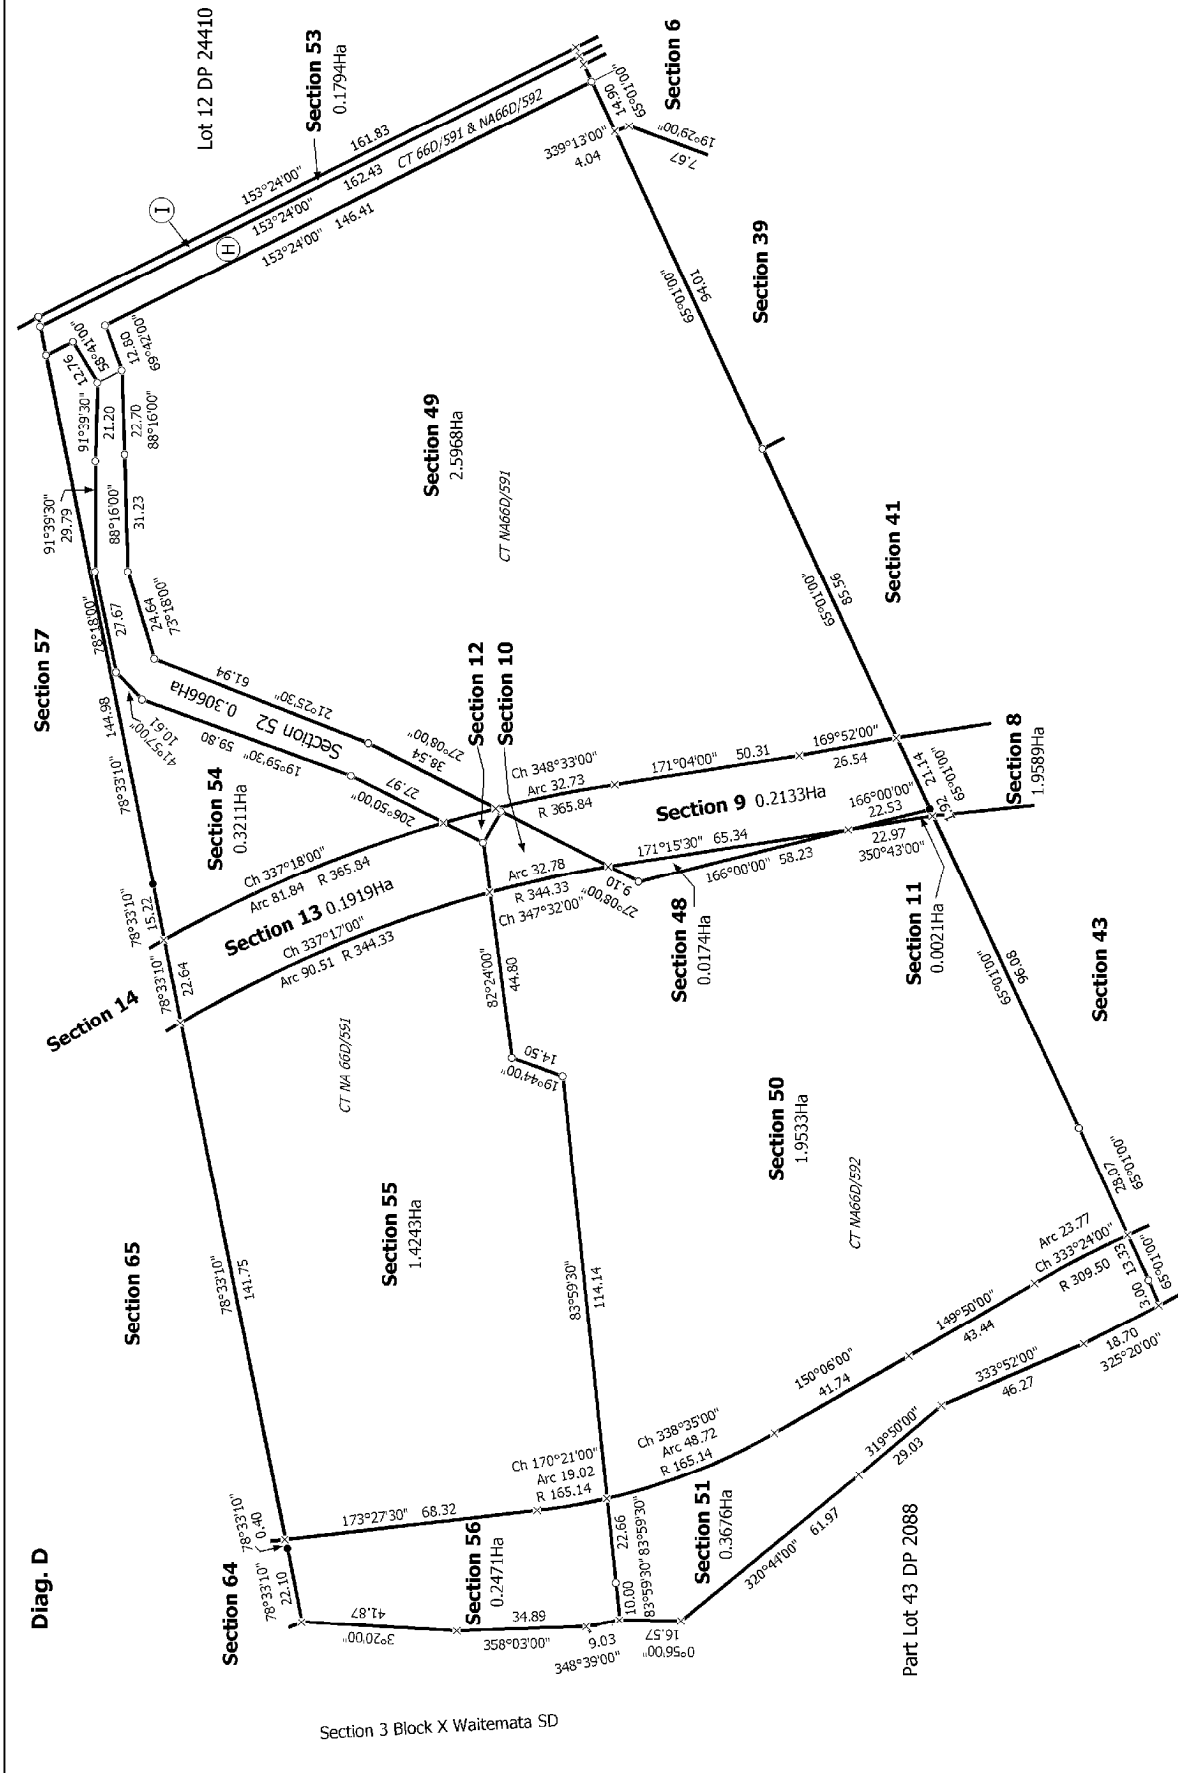 Diag. D
Section 64
Section 65
Section 14
Section 57
Lot 12 DP 24410
Section 53
0.1794Ha
Section 6
Section 3 Block X Waitemata SD
Part Lot 43 DP 2088
78°33'10"
22.10
78°33'10"
0.40
78°33'10"
141.75
78°33'10"
22.64
78°33'10"
15.22
78°33'10"
144.98
41°57'00"
10.61
78°18'00"
27.67
91°39'30"
29.79
91°39'30"
21.20
12.76
58°41'00"
88°16'00"
31.23
22.70
88°16'00"
12.80
69°42'00"
24.64
73°18'00"
I
H
153°24'00"
161.83
153°24'00"
162.43
153°24'00"
146.41
CT 66D/591 & NA66D/592
14.90
65°01'00"
339°13'00"
4.04
19°29'00"
7.67
Section 54
0.3211Ha
Section 52
0.3066Ha
19°59'30"
59.80
206°50'00"
27.97
21°25'30"
61.94
27°08'00"
38.54
Section 49
2.5968Ha
CT NA66D/591
Section 12
Section 10
Section 13 0.1919Ha
Ch 337°18'00"
Arc 81.84 R 365.84
Ch 337°17'00"
Arc 90.51 R 344.33
Ch 348°33'00"
Arc 32.73
R 365.84
Arc 32.78
R 344.33
Ch 347°32'00"
27°08'00"
9.10
171°04'00"
50.31
169°52'00"
26.54
Section 9 0.2133Ha
171°15'30" 65.34
166°00'00" 58.23
166°00'00"
22.53
22.97
350°43'00"
21.14
65°01'00"
1.92
Section 48
0.0174Ha
Section 11
0.0021Ha
Section 8
1.9589Ha
Section 39
65°01'00"
94.01
Section 41
65°01'00"
85.56
Section 43
65°01'00"
96.08
28.07
65°01'00"
CT NA 66D/591
Section 55
1.4243Ha
82°24'00"
44.80
19°44'00"
14.50
83°59'30"
114.14
Section 50
1.9533Ha
CT NA66D/592
173°27'30" 68.32
Ch 170°21'00"
Arc 19.02
R 165.14
Ch 338°35'00"
Arc 48.72
R 165.14
150°06'00"
41.74
149°50'00"
43.44
Arc 23.77
Ch 333°24'00"
R 309.50
13.33
65°01'00"
3.00
Section 56
0.2471Ha
3°20'00"
41.87
358°03'00"
34.89
348°39'00"
9.03
22.66
83°59'30"
10.00
83°59'30"
Section 51
0.3676Ha
0°56'00"
16.57
320°44'00" 61.97
319°50'00"
29.03
333°52'00"
46.27
18.70
325°20'00"